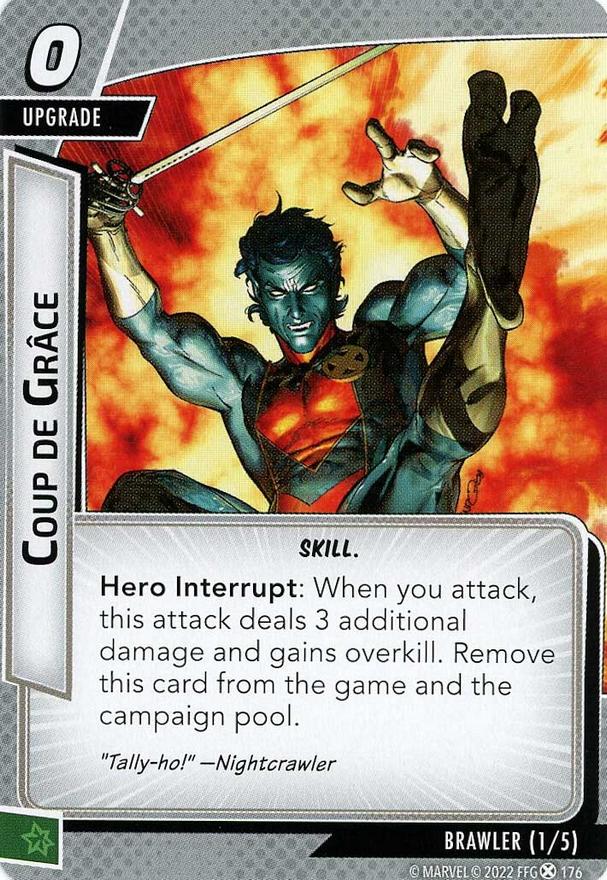 0
UPGRADE
COUP DE GRÂCE
SKILL.
Hero Interrupt: When you attack,
this attack deals 3 additional
damage and gains overkill. Remove
this card from the game and the
campaign pool.
"Tally-ho!" —Nightcrawler
BRAWLER (1/5)
© MARVEL © 2022 FFG 176